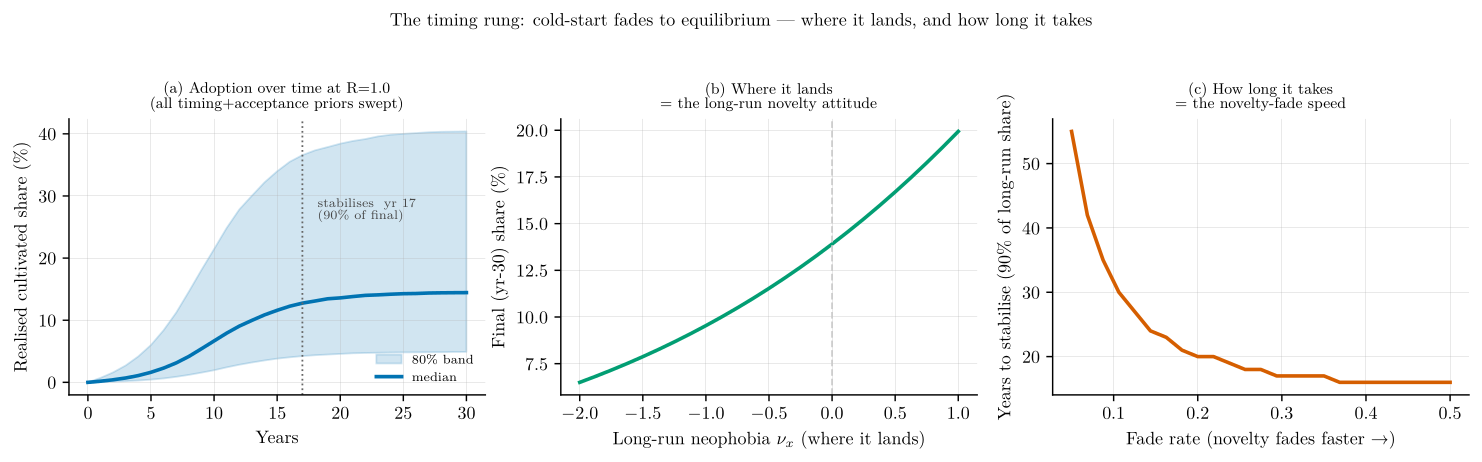 The timing rung: cold-start fades to equilibrium — where it lands, and how long it takes
(a) Adoption over time at R=1.0
(all timing+acceptance priors swept)
Realised cultivated share (%)
40
30
20
10
0
stabilises yr 17
(90% of final)
80% band
median
0 5 10 15 20 25 30
Years
(b) Where it lands
= the long-run novelty attitude
Final (yr-30) share (%)
20.0
17.5
15.0
12.5
10.0
7.5
−2.0 −1.5 −1.0 −0.5 0.0 0.5 1.0
Long-run neophobia νₓ (where it lands)
(c) How long it takes
= the novelty-fade speed
Years to stabilise (90% of long-run share)
50
40
30
20
0.1 0.2 0.3 0.4 0.5
Fade rate (novelty fades faster →)